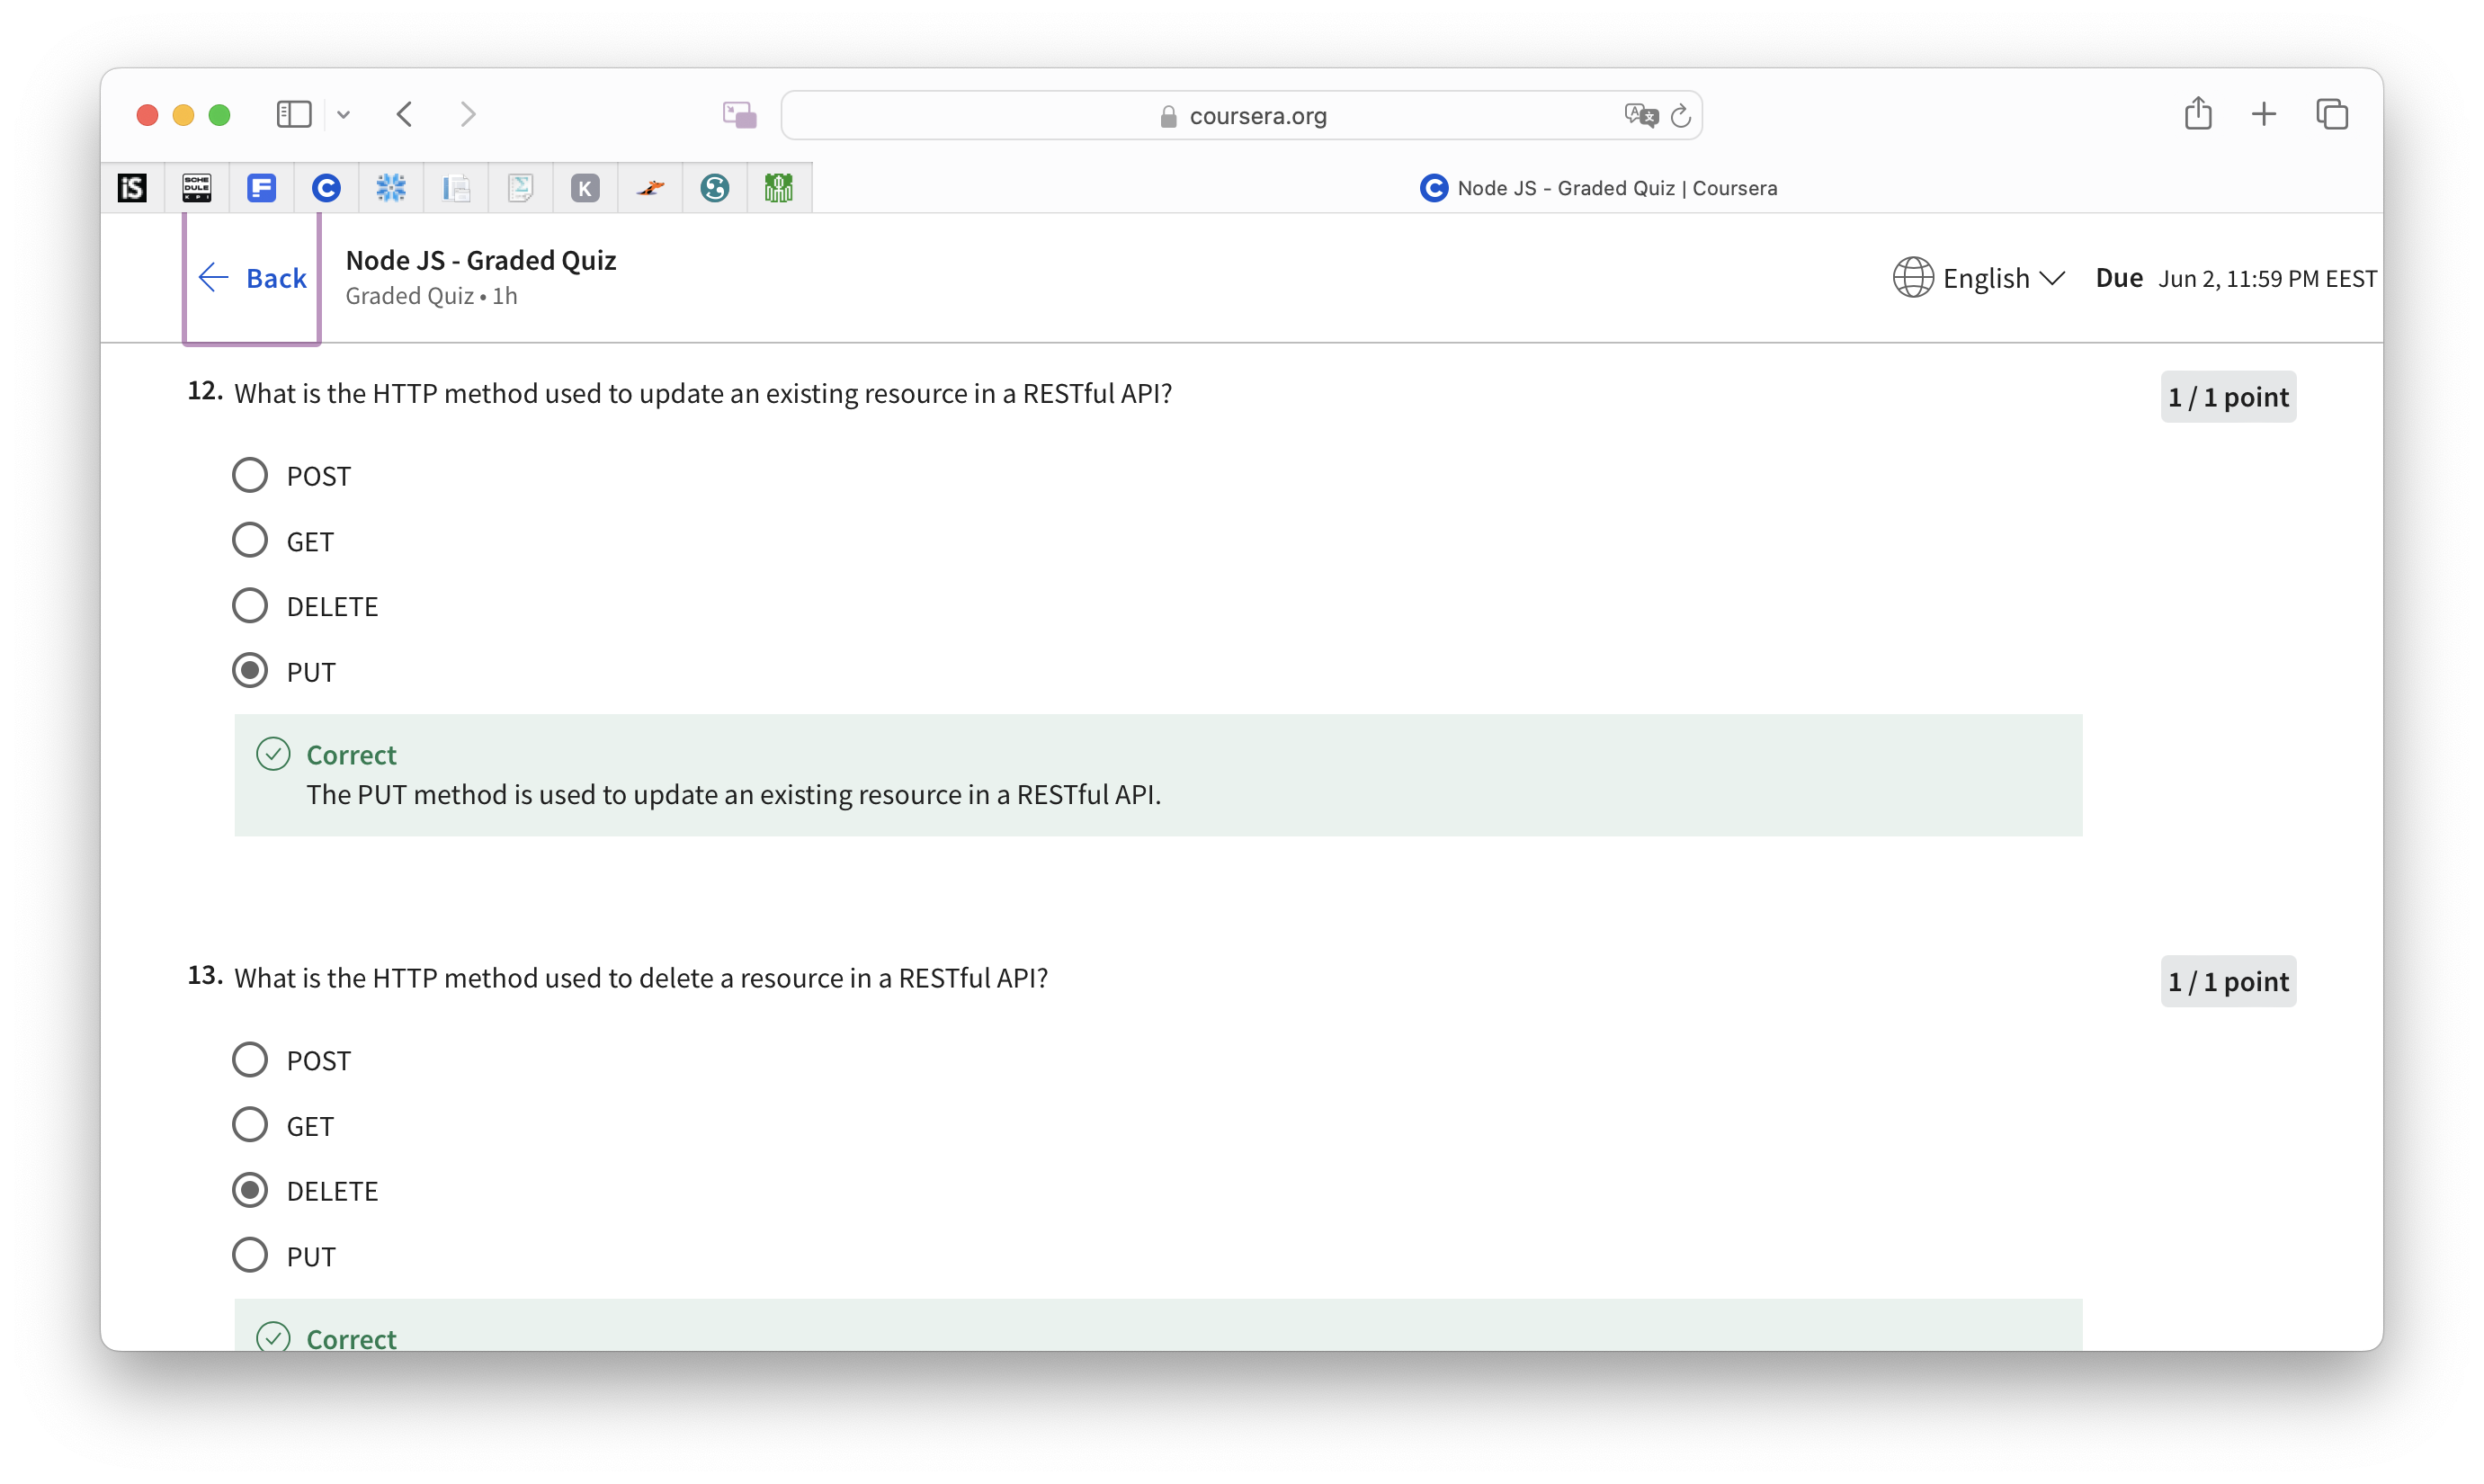 coursera.org
iS
SCHE
DULE
KPI
K
Node JS - Graded Quiz | Coursera
Back
Node JS - Graded Quiz
Graded Quiz • 1h
English
Due Jun 2, 11:59 PM EEST
12. What is the HTTP method used to update an existing resource in a RESTful API?
1 / 1 point
POST
GET
DELETE
PUT
Correct
The PUT method is used to update an existing resource in a RESTful API.
13. What is the HTTP method used to delete a resource in a RESTful API?
1 / 1 point
POST
GET
DELETE
PUT
Correct